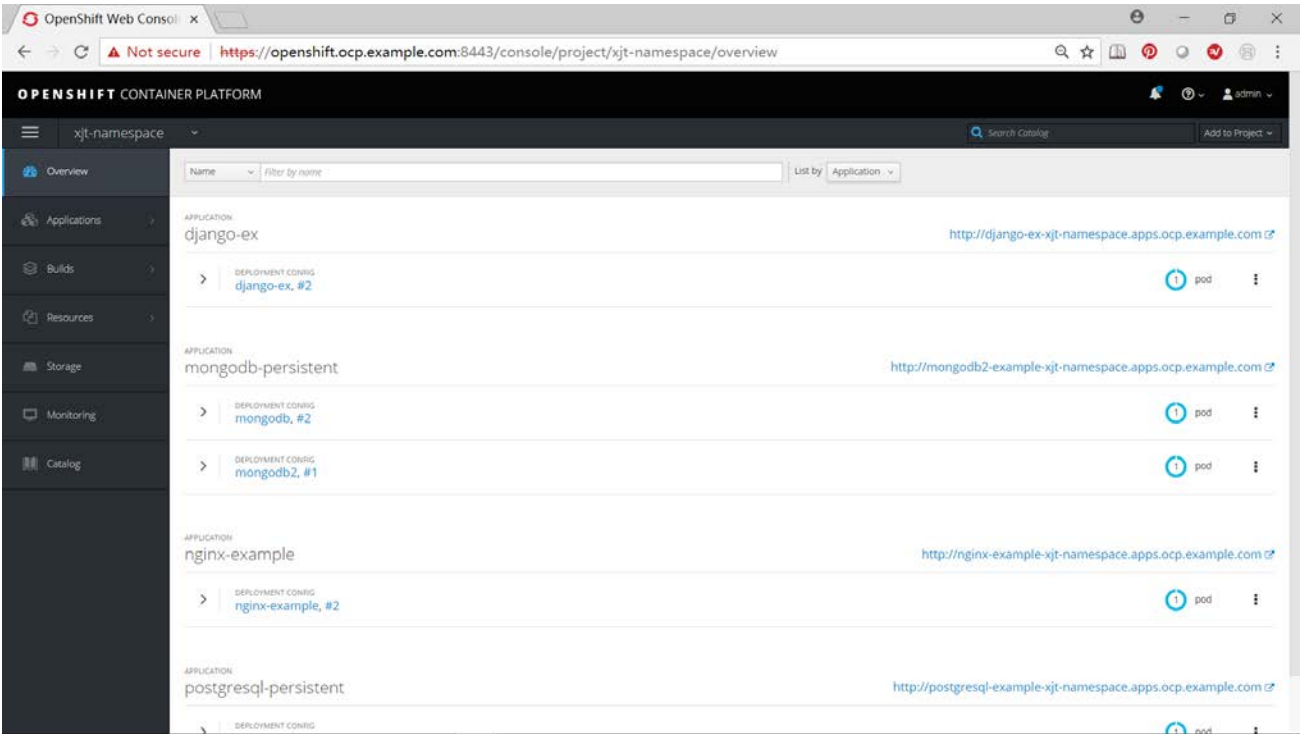 OpenShift Web Consol
Not secure https://openshift.ocp.example.com:8443/console/project/xjt-namespace/overview
OPENSHIFT CONTAINER PLATFORM
admin
xjt-namespace
Search Catalog
Add to Project
Overview
Name
Filter by name
List by
Application
Applications
Builds
Resources
Storage
Monitoring
Catalog
APPLICATION
django-ex
http://django-ex-xjt-namespace.apps.ocp.example.com
DEPLOYMENT CONFIG
django-ex, #2
1 pod
APPLICATION
mongodb-persistent
http://mongodb2-example-xjt-namespace.apps.ocp.example.com
DEPLOYMENT CONFIG
mongodb, #2
1 pod
DEPLOYMENT CONFIG
mongodb2, #1
1 pod
APPLICATION
nginx-example
http://nginx-example-xjt-namespace.apps.ocp.example.com
DEPLOYMENT CONFIG
nginx-example, #2
1 pod
APPLICATION
postgresql-persistent
http://postgresql-example-xjt-namespace.apps.ocp.example.com
DEPLOYMENT CONFIG
1 pod